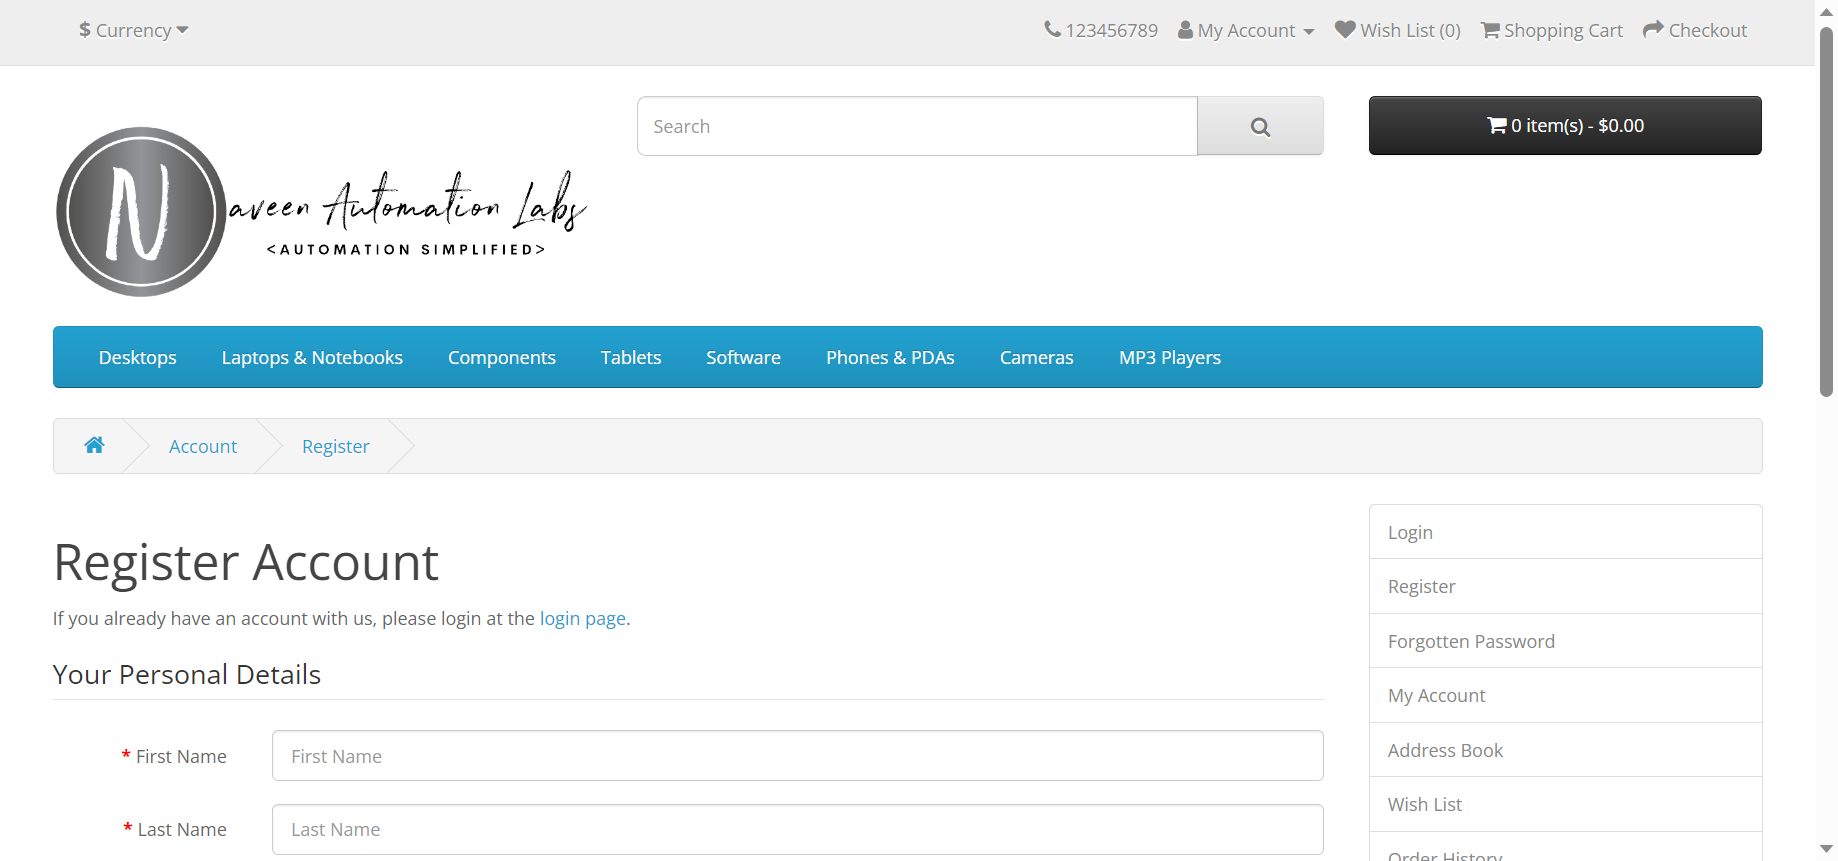 $ Currency
123456789 My Account Wish List (0) Shopping Cart Checkout
Search
0 item(s) - $0.00
N
aveen Automation Labs
<AUTOMATION SIMPLIFIED>
Desktops Laptops & Notebooks Components Tablets Software Phones & PDAs Cameras MP3 Players
Account Register
Register Account
If you already have an account with us, please login at the login page.
Your Personal Details
* First Name First Name
* Last Name Last Name
Login
Register
Forgotten Password
My Account
Address Book
Wish List
Order History